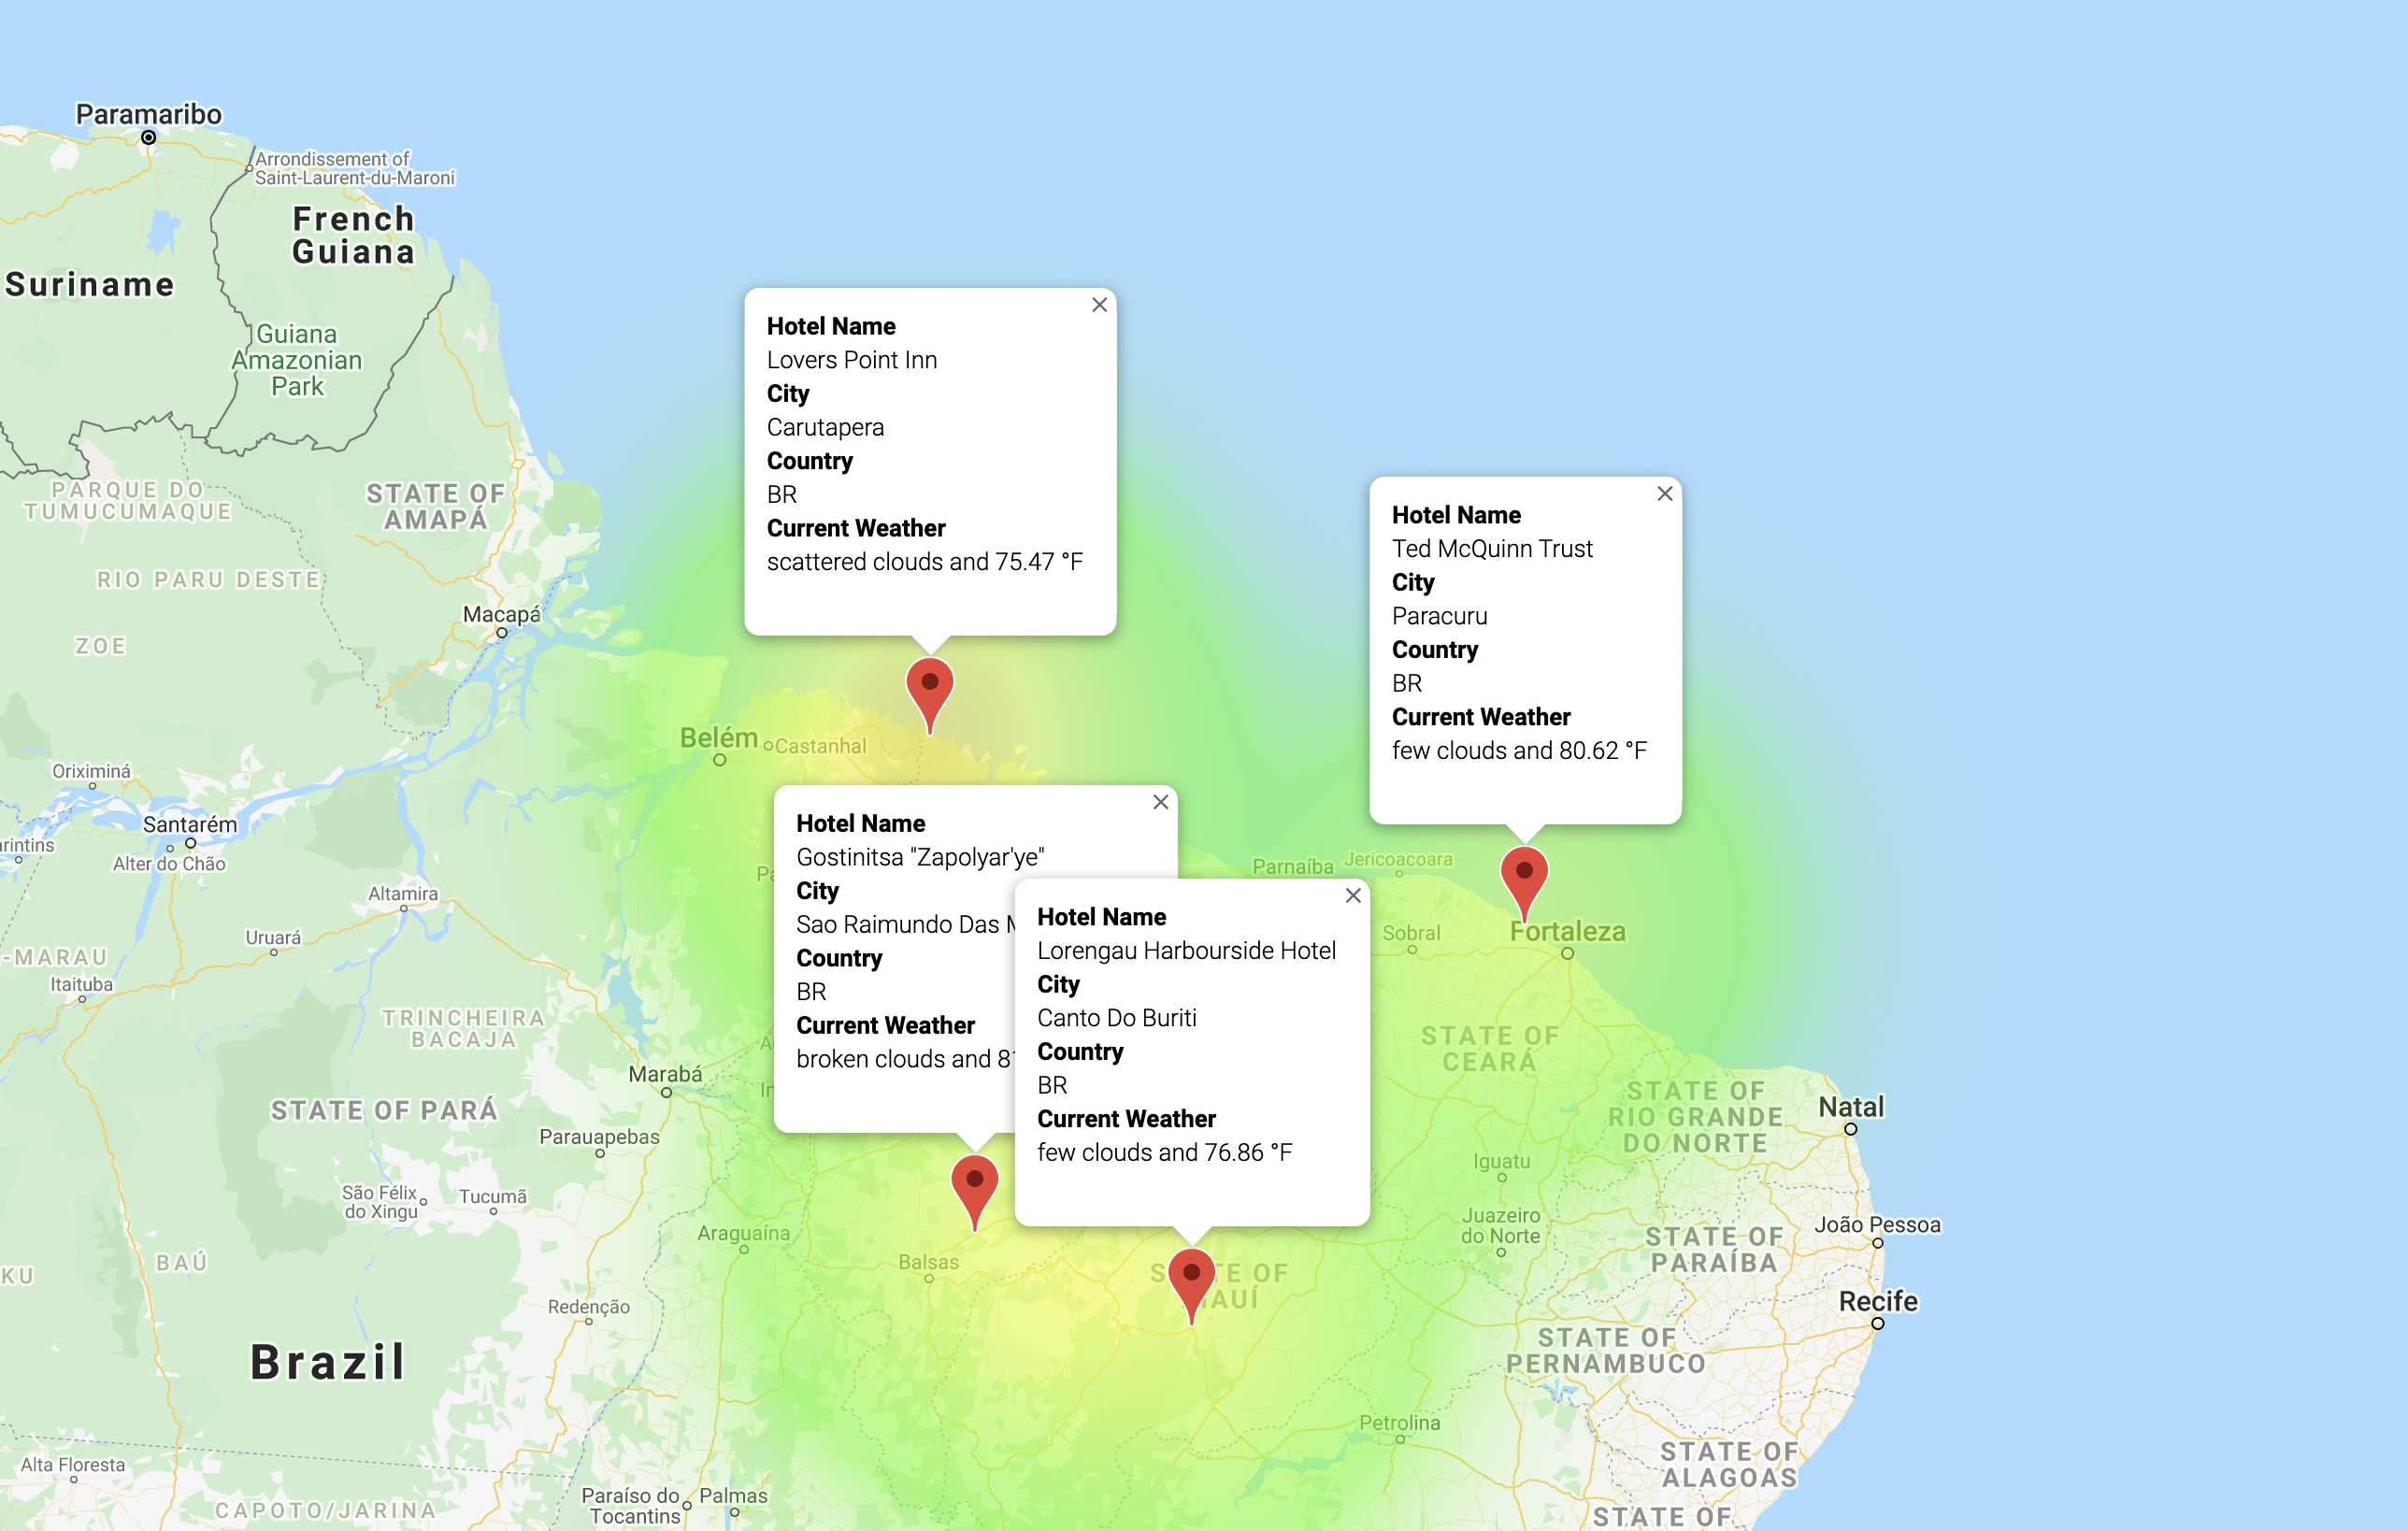 Paramaribo
Arrondissement of
Saint-Laurent-du-Maroni
French
Guiana
Suriname
Guiana
Amazonian
Park
PARQUE DO
TUMUCUMAQUE
STATE OF
AMAPÁ
RIO PARU DESTE
Macapá
ZOE
Hotel Name
Lovers Point Inn
City
Carutapera
Country
BR
Current Weather
scattered clouds and 75.47 °F
Hotel Name
Ted McQuinn Trust
City
Paracuru
Country
BR
Current Weather
few clouds and 80.62 °F
Belém
Castanhal
Oriximiná
Santarém
Alter do Chão
Altamira
Uruará
Itaituba
Parnaíba
Jericoacoara
Sobral
Fortaleza
Hotel Name
Gostinitsa "Zapolyar'ye"
City
Sao Raimundo Das
Country
BR
Current Weather
broken clouds and
Hotel Name
Lorengau Harbourside Hotel
City
Canto Do Buriti
Country
BR
Current Weather
few clouds and 76.86 °F
TRINCHEIRA
BACAJA
STATE OF
CEARÁ
Marabá
STATE OF PARÁ
Parauapebas
STATE OF
RIO GRANDE
DO NORTE
Natal
Iguatu
São Félix
do Xingu
Tucumã
Araguaína
Juazeiro
do Norte
João Pessoa
STATE OF
PARAÍBA
BAÚ
Balsas
Redenção
Recife
STATE OF
PERNAMBUCO
Brazil
Petrolina
Alta Floresta
STATE OF
ALAGOAS
CAPOTO/JARINA
Paraíso do
Tocantins
Palmas
STATE OF